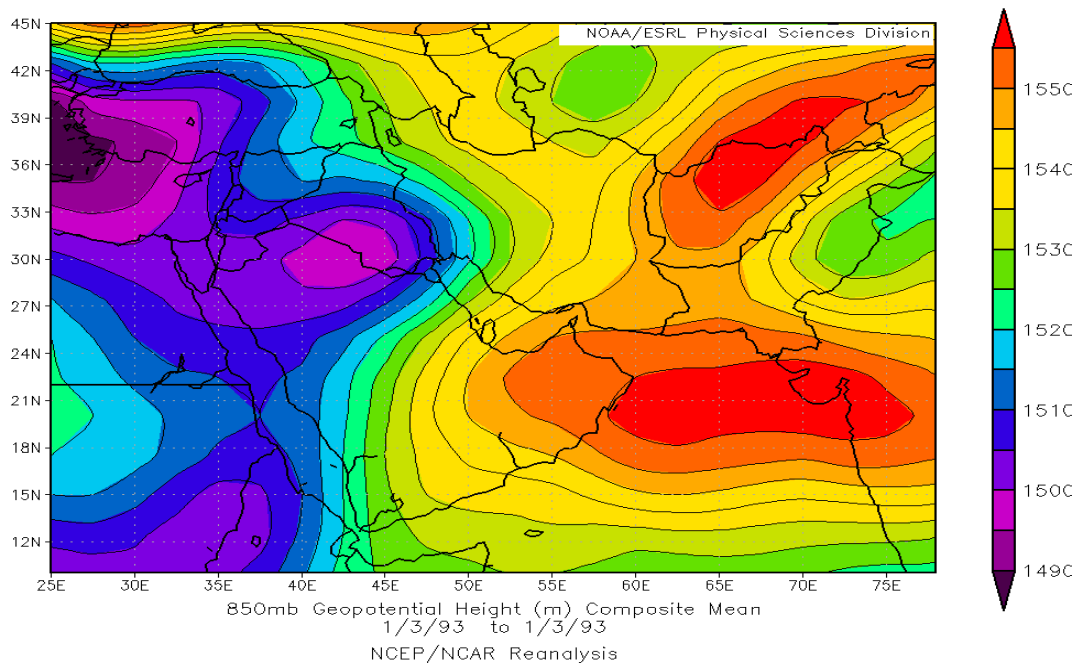 NOAA/ESRL Physical Sciences Division
45N
42N
39N
36N
33N
30N
27N
24N
21N
18N
15N
12N
25E 30E 35E 40E 45E 50E 55E 60E 65E 70E 75E
1550
1540
1530
1520
1510
1500
1490
850mb Geopotential Height (m) Composite Mean
1/3/93 to 1/3/93
NCEP/NCAR Reanalysis